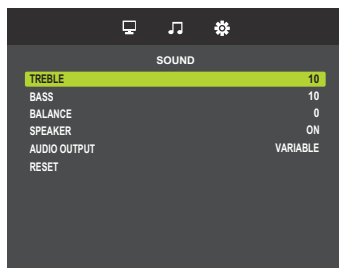 SOUND
TREBLE 10
BASS 10
BALANCE 0
SPEAKER ON
AUDIO OUTPUT VARIABLE
RESET